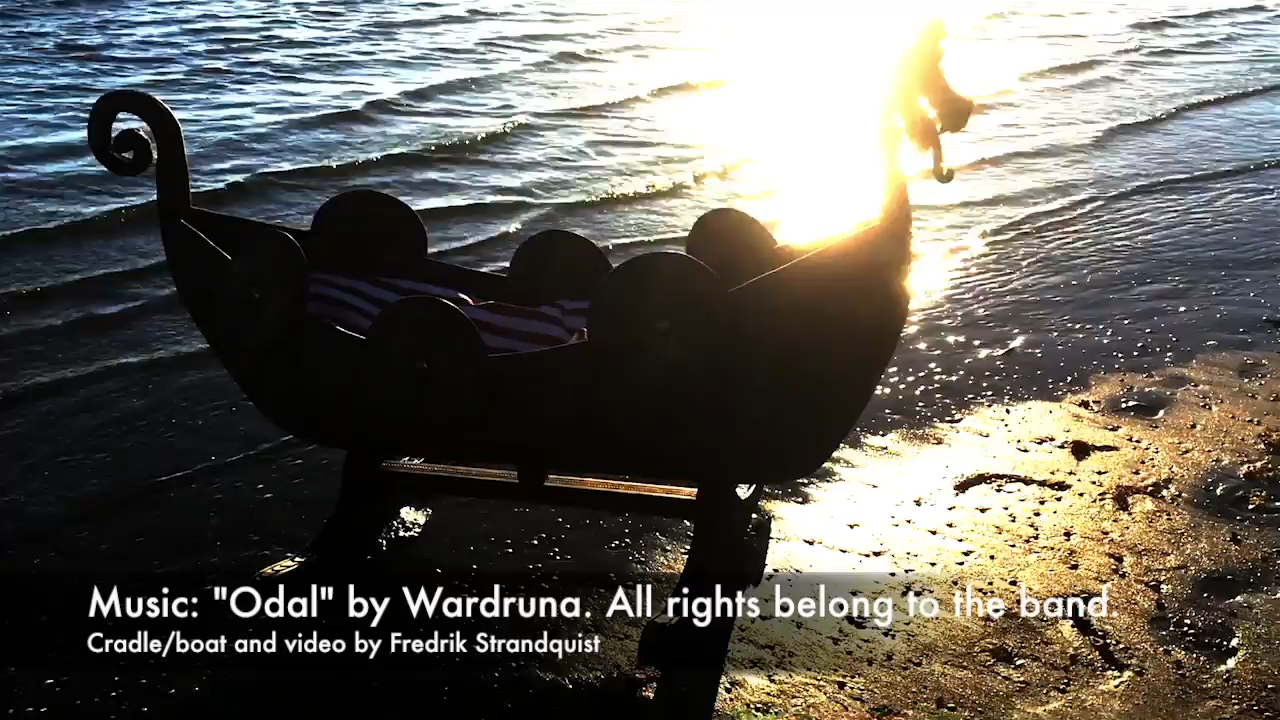 Music: "Odal" by Wardruna. All rights belong to the band
Cradle/boat and video by Fredrik Strandquist